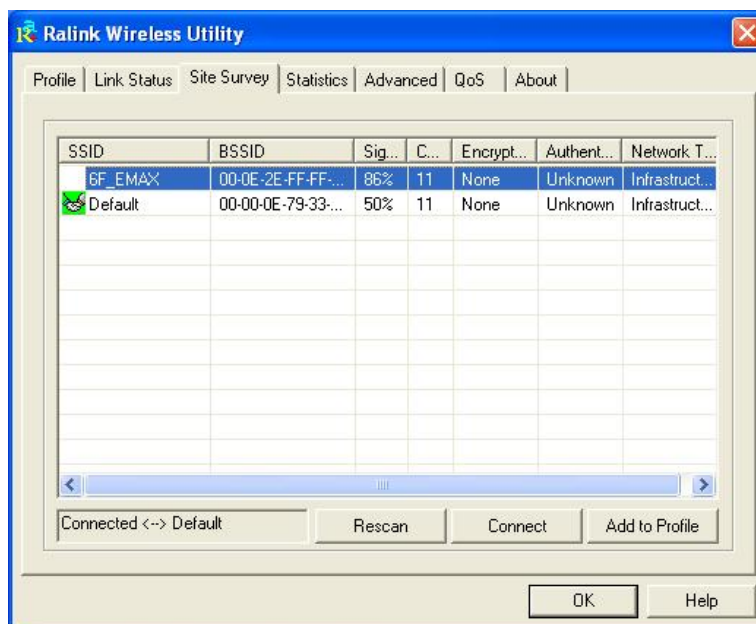 Ralink Wireless Utility
Profile Link Status Site Survey Statistics Advanced QoS About
SSID BSSID Sig... C... Encrypt... Authent... Network T...
6F_EMAX 00-0E-2E-FF-FF-... 86% 11 None Unknown Infrastruct...
Default 00-00-0E-79-33-... 50% 11 None Unknown Infrastruct...
Connected <--> Default Rescan Connect Add to Profile
OK Help